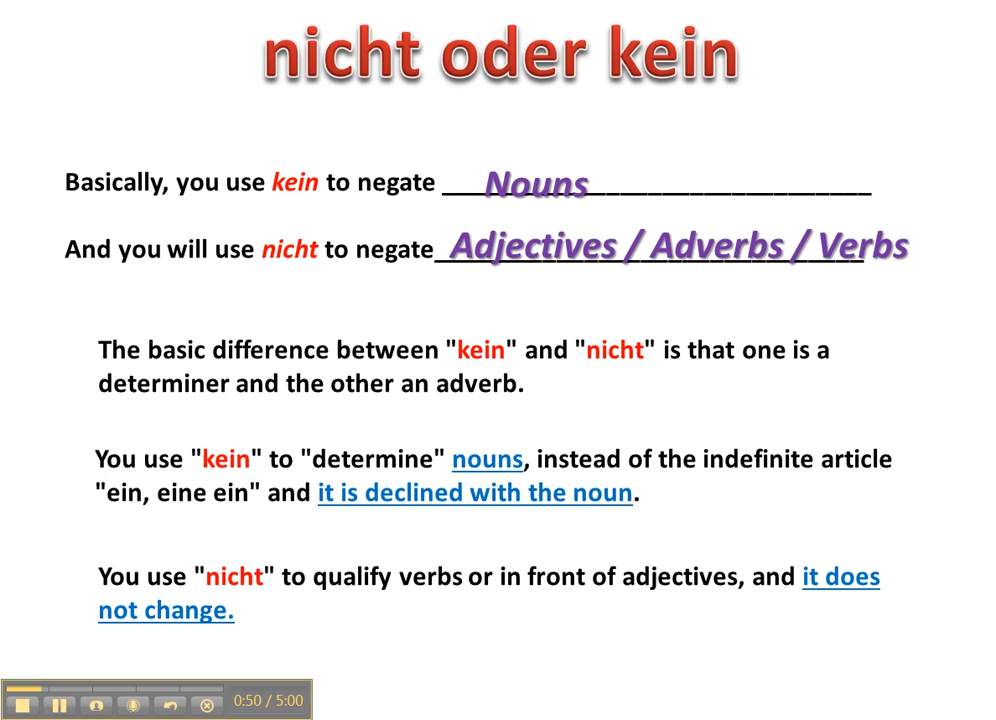 nicht oder kein
Basically, you use kein to negate Nouns
And you will use nicht to negate Adjectives / Adverbs / Verbs
The basic difference between "kein" and "nicht" is that one is a
determiner and the other an adverb.
You use "kein" to "determine" nouns, instead of the indefinite article
"ein, eine ein" and it is declined with the noun.
You use "nicht" to qualify verbs or in front of adjectives, and it does
not change.
0:50 / 5:00